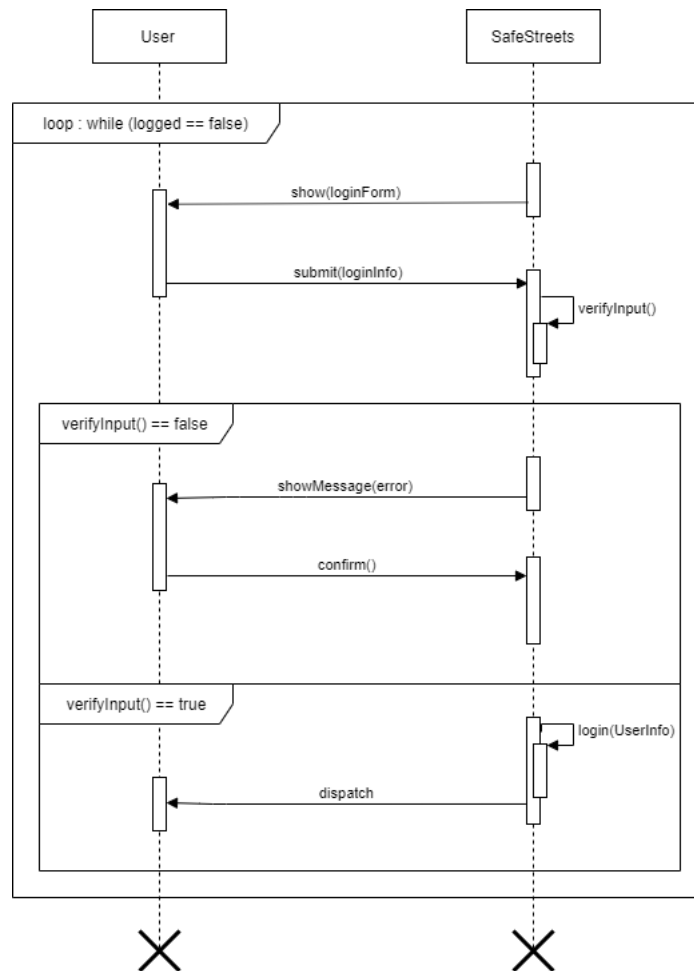 User
SafeStreets
loop : while (logged == false)
show(loginForm)
submit(loginInfo)
verifyInput()
verifyInput() == false
showMessage(error)
confirm()
verifyInput() == true
login(UserInfo)
dispatch